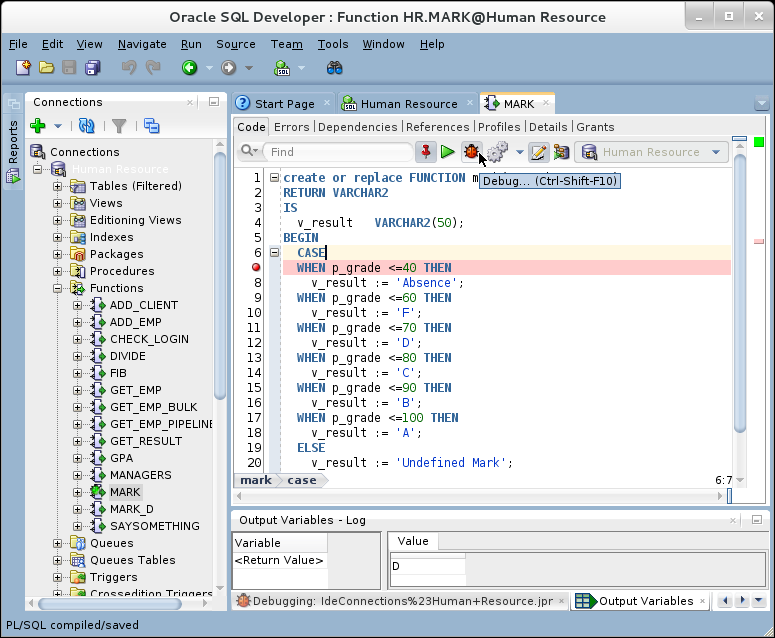 Oracle SQL Developer : Function HR.MARK@Human Resource
File Edit View Navigate Run Source Team Tools Window Help
Reports
Connections
Connections
Human Resource
Tables (Filtered)
Views
Editioning Views
Indexes
Packages
Procedures
Functions
ADD_CLIENT
ADD_EMP
CHECK_LOGIN
DIVIDE
FIB
GET_EMP
GET_EMP_BULK
GET_EMP_PIPELINE
GET_RESULT
GPA
MANAGERS
MARK
MARK_D
SAYSOMETHING
Queues
Queues Tables
Triggers
Crossedition Triggers
Start Page Human Resource MARK
Code Errors Dependencies References Profiles Details Grants
Find Human Resource
Debug... (Ctrl-Shift-F10)
1 create or replace FUNCTION m
2 RETURN VARCHAR2
3 IS
4 v_result VARCHAR2(50);
5 BEGIN
6 CASE
WHEN p_grade <=40 THEN
8 v_result := 'Absence';
9 WHEN p_grade <=60 THEN
10 v_result := 'F';
11 WHEN p_grade <=70 THEN
12 v_result := 'D';
13 WHEN p_grade <=80 THEN
14 v_result := 'C';
15 WHEN p_grade <=90 THEN
16 v_result := 'B';
17 WHEN p_grade <=100 THEN
18 v_result := 'A';
19 ELSE
20 v_result := 'Undefined Mark';
mark case 6:7
Output Variables - Log
Variable Value
<Return Value> D
Debugging: IdeConnections%23Human+Resource.jpr Output Variables
PL/SQL compiled/saved